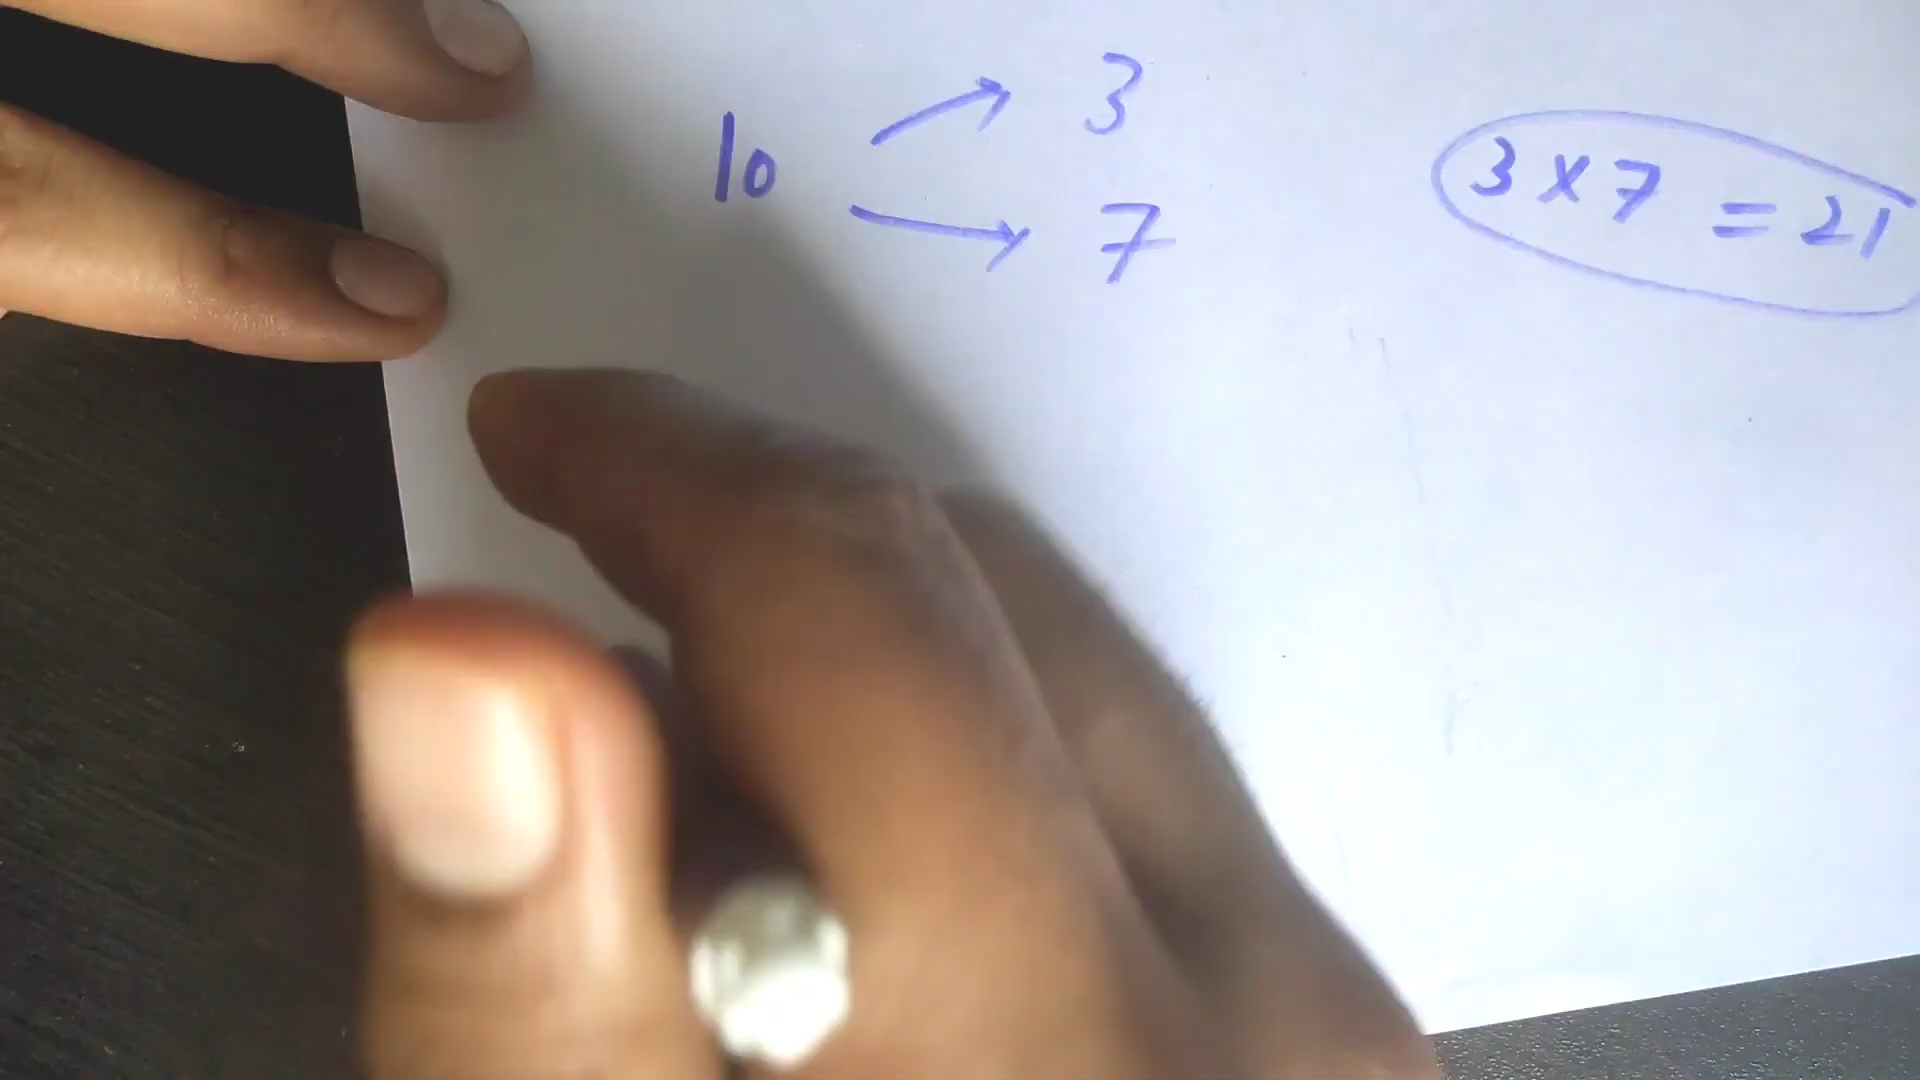 10 → 3
→ 7
3 x 7 = 21